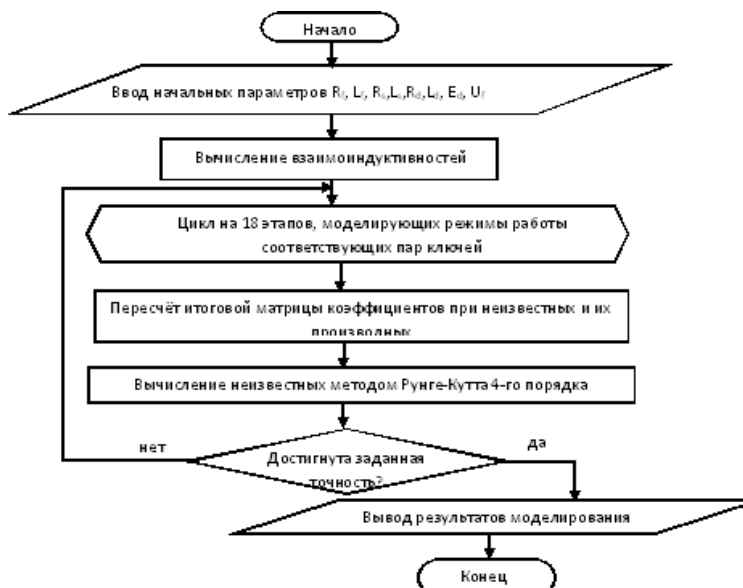 Начало
Ввод начальных параметров Rf, Lf, Rs,Ls,Rd,Ld, Ed, Uf
Вычисление взаимоиндуктивностей
Цикл на 18 этапов, моделирующих режимы работы
соответствующих пар ключей
Пересчёт итоговой матрицы коэффициентов при неизвестных и их
производных
Вычисление неизвестных методом Рунге-Кутта 4-го порядка
нет
да
Достигнута заданная
точность?
Вывод результатов моделирования
Конец